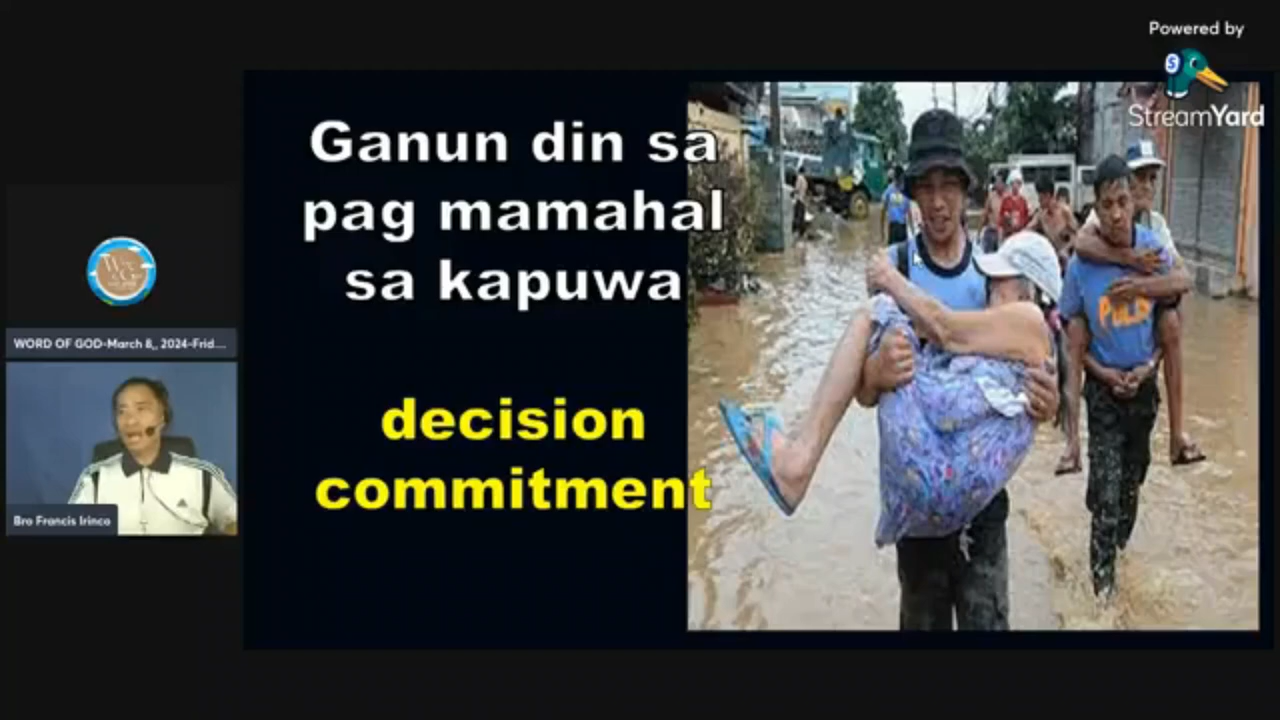 Powered by
StreamYard
Ganun din sa
pag mamahal
sa kapuwa
decision
commitment
WORD OF GOD-March 8,, 2024-Frid...
Bro Francis Irinco